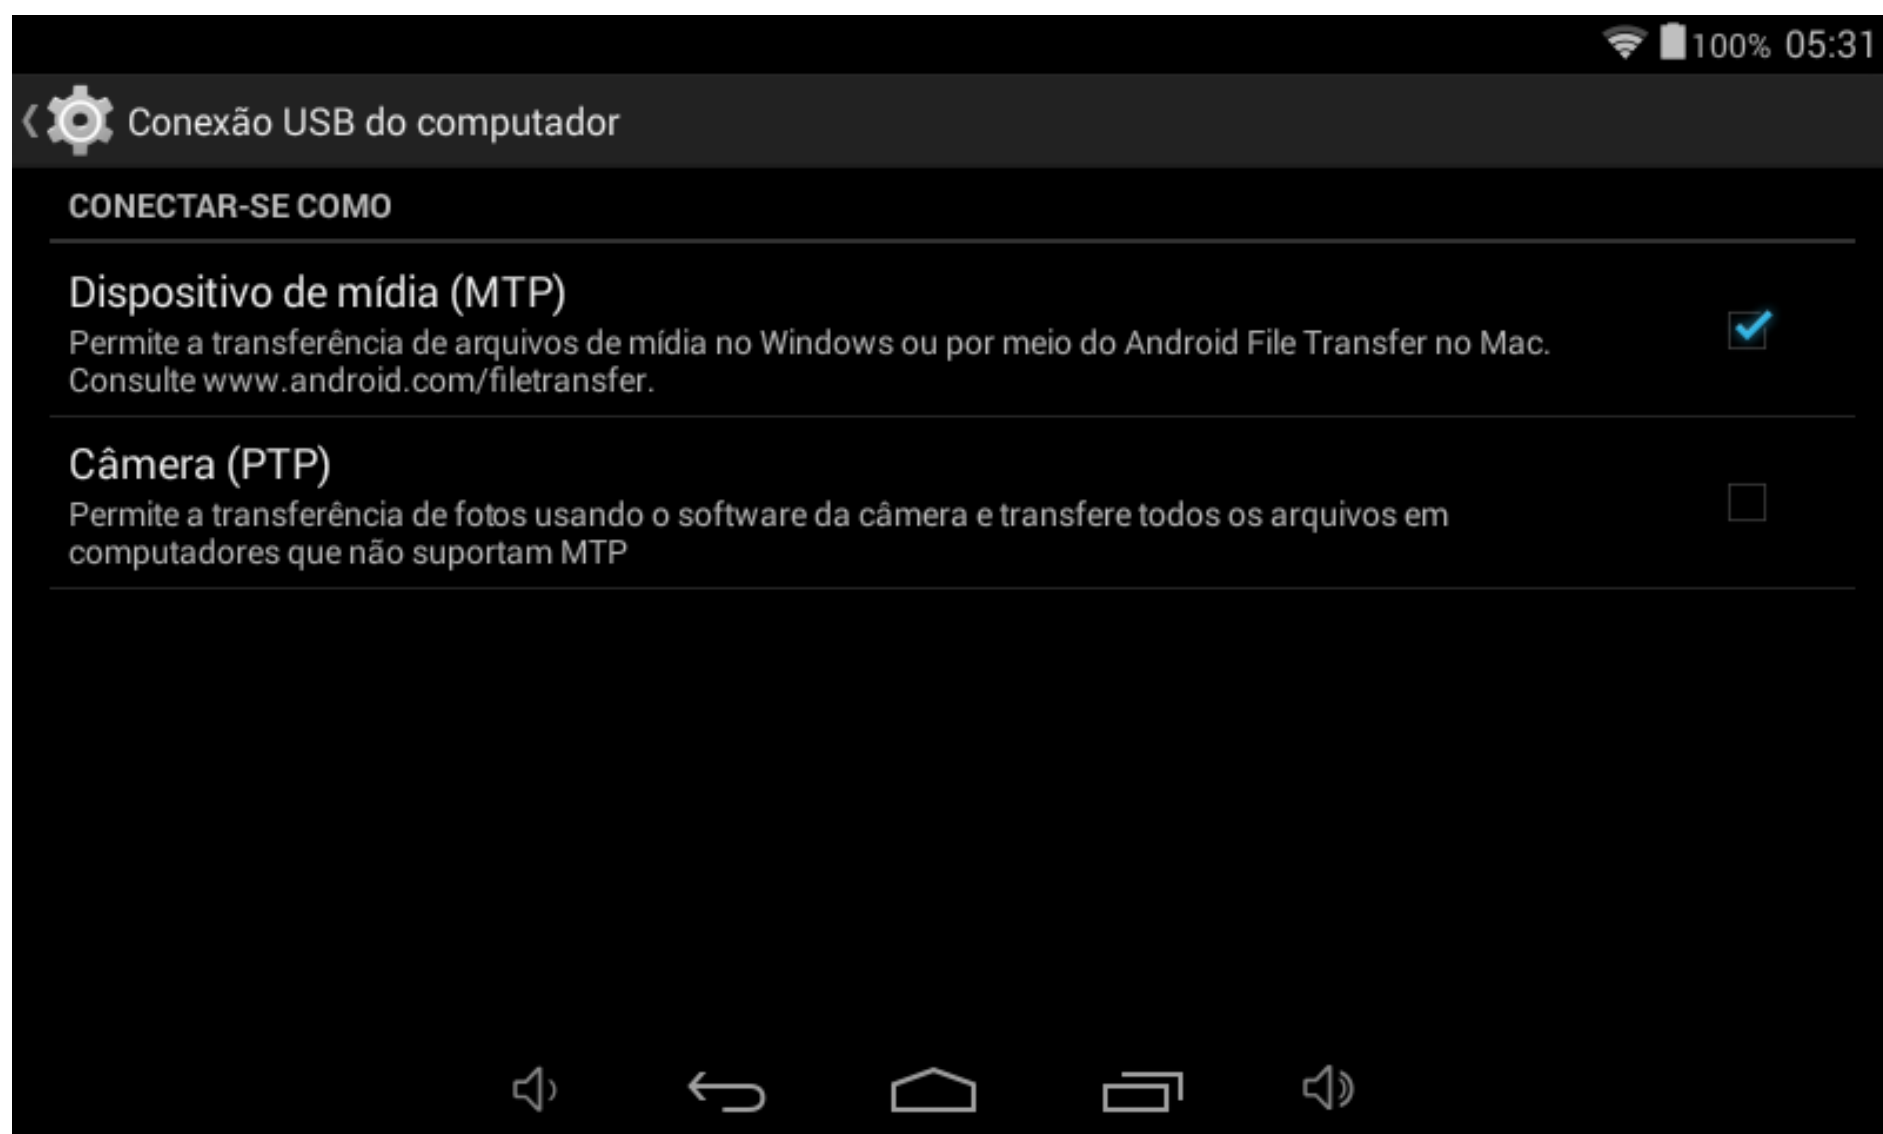 100% 05:31
Conexão USB do computador
CONECTAR-SE COMO
Dispositivo de mídia (MTP)
Permite a transferência de arquivos de mídia no Windows ou por meio do Android File Transfer no Mac.
Consulte www.android.com/filetransfer.
Câmera (PTP)
Permite a transferência de fotos usando o software da câmera e transfere todos os arquivos em
computadores que não suportam MTP